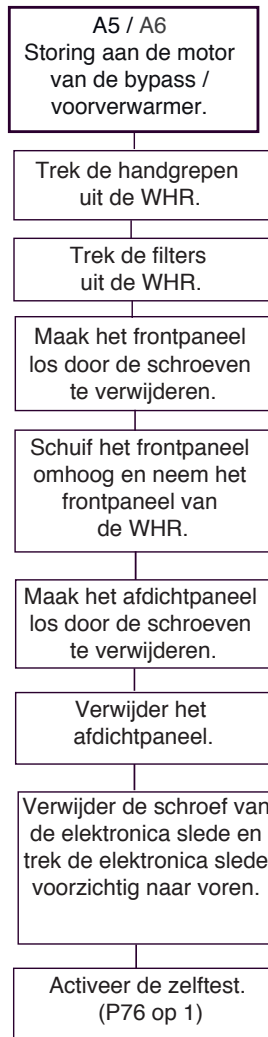 A5 / A6
Storing aan de motor
van de bypass /
voorverwarmer.
Trek de handgrepen
uit de WHR.
Trek de filters
uit de WHR.
Maak het frontpaneel
los door de schroeven
te verwijderen.
Schuif het frontpaneel
omhoog en neem het
frontpaneel van
de WHR.
Maak het afdichtpaneel
los door de schroeven
te verwijderen.
Verwijder het
afdichtpaneel.
Verwijder de schroef van
de elektronica slede en
trek de elektronica slede
voorzichtig naar voren.
Activeer de zelftest.
(P76 op 1)